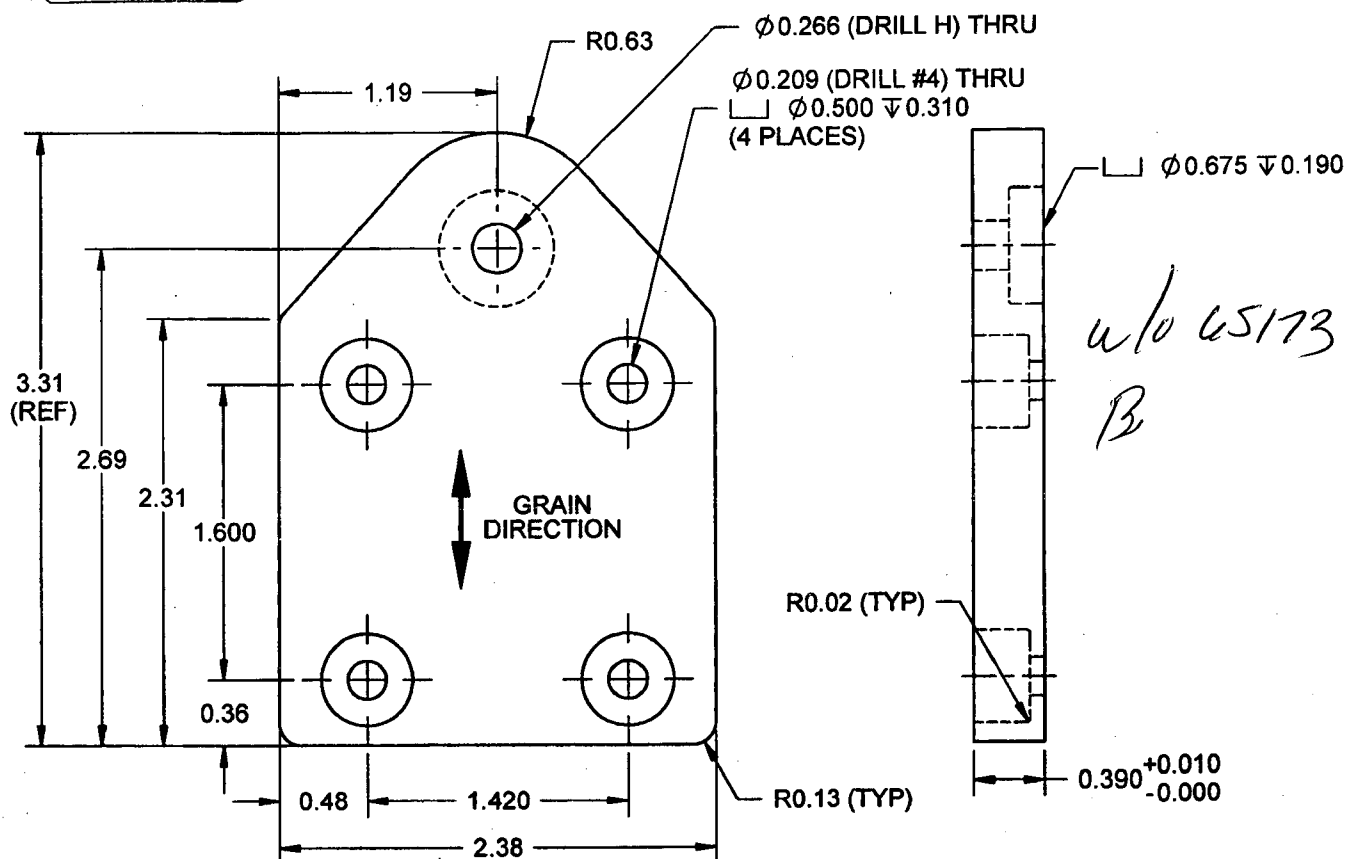 R0.63
Ø0.266 (DRILL H) THRU
1.19
Ø0.209 (DRILL #4) THRU
⌴ Ø0.500 ↧0.310
(4 PLACES)
⌴ Ø0.675 ↧0.190
3.31
(REF)
2.69
2.31
1.600
GRAIN
DIRECTION
w/o 65173
B
R0.02 (TYP)
0.36
0.48
1.420
R0.13 (TYP)
0.390 +0.010
-0.000
2.38